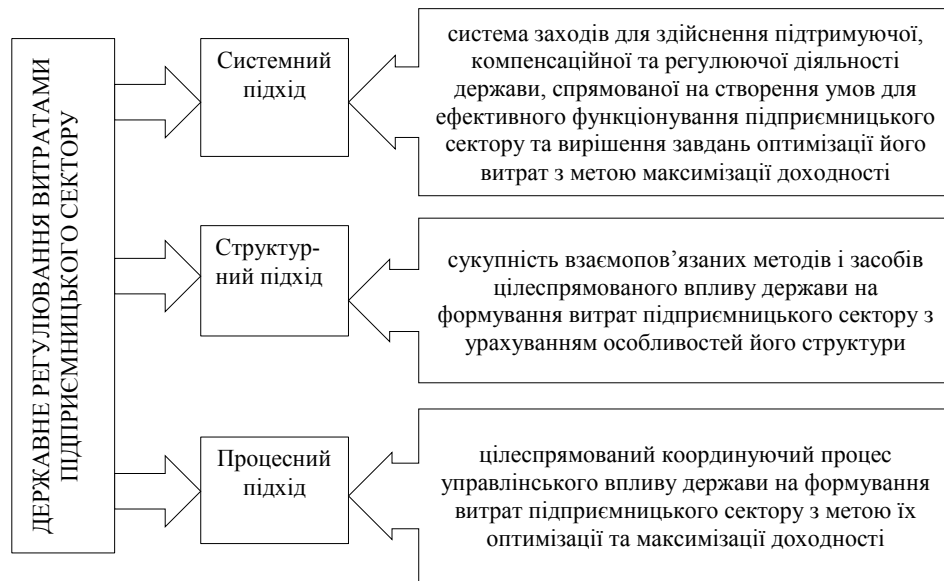 ДЕРЖАВНЕ РЕГУЛЮВАННЯ ВИТРАТАМИ
ПІДПРИЄМНИЦЬКОГО СЕКТОРУ
Системний
підхід
система заходів для здійснення підтримуючої,
компенсаційної та регулюючої діяльності
держави, спрямованої на створення умов для
ефективного функціонування підприємницького
сектору та вирішення завдань оптимізації його
витрат з метою максимізації доходності
Структур-
ний підхід
сукупність взаємопов’язаних методів і засобів
цілеспрямованого впливу держави на
формування витрат підприємницького сектору з
урахуванням особливостей його структури
Процесний
підхід
цілеспрямований координуючий процес
управлінського впливу держави на формування
витрат підприємницького сектору з метою їх
оптимізації та максимізації доходності